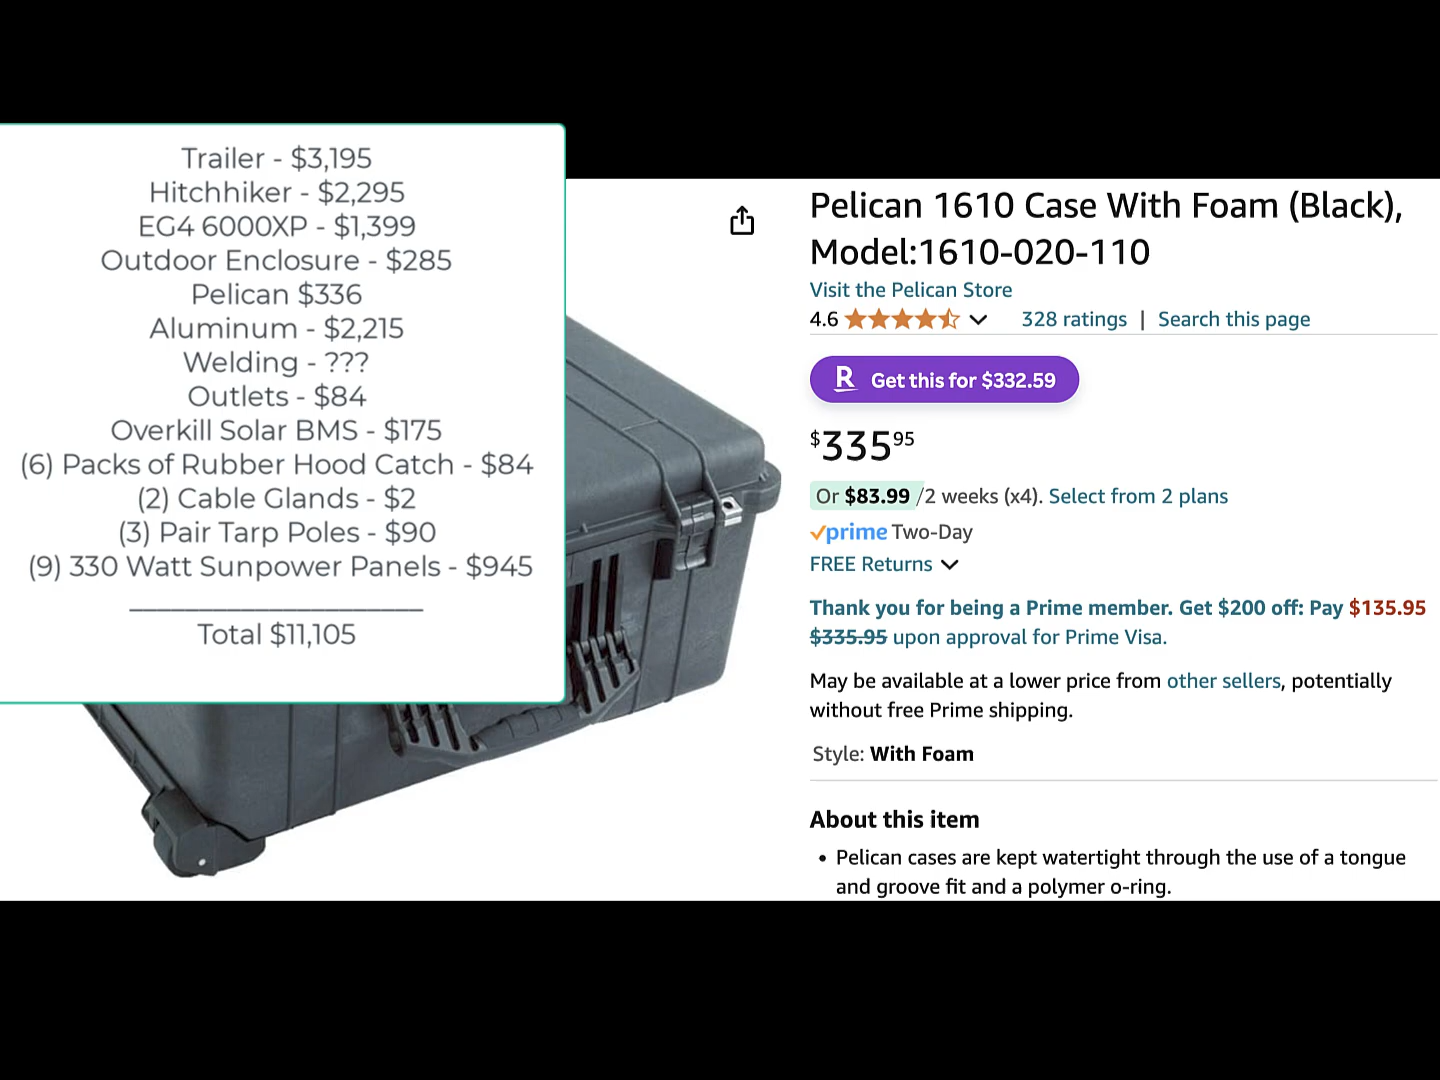 Trailer - $3,195
Hitchhiker - $2,295
EG4 6000XP - $1,399
Outdoor Enclosure - $285
Pelican $336
Aluminum - $2,215
Welding - ???
Outlets - $84
Overkill Solar BMS - $175
(6) Packs of Rubber Hood Catch - $84
(2) Cable Glands - $2
(3) Pair Tarp Poles - $90
(9) 330 Watt Sunpower Panels - $945
Total $11,105
Pelican 1610 Case With Foam (Black),
Model:1610-020-110
Visit the Pelican Store
4.6 328 ratings | Search this page
R Get this for $332.59
$335.95
Or $83.99 /2 weeks (x4). Select from 2 plans
prime Two-Day
FREE Returns
Thank you for being a Prime member. Get $200 off: Pay $135.95
$335.95 upon approval for Prime Visa.
May be available at a lower price from other sellers, potentially
without free Prime shipping.
Style: With Foam
About this item
• Pelican cases are kept watertight through the use of a tongue
and groove fit and a polymer o-ring.